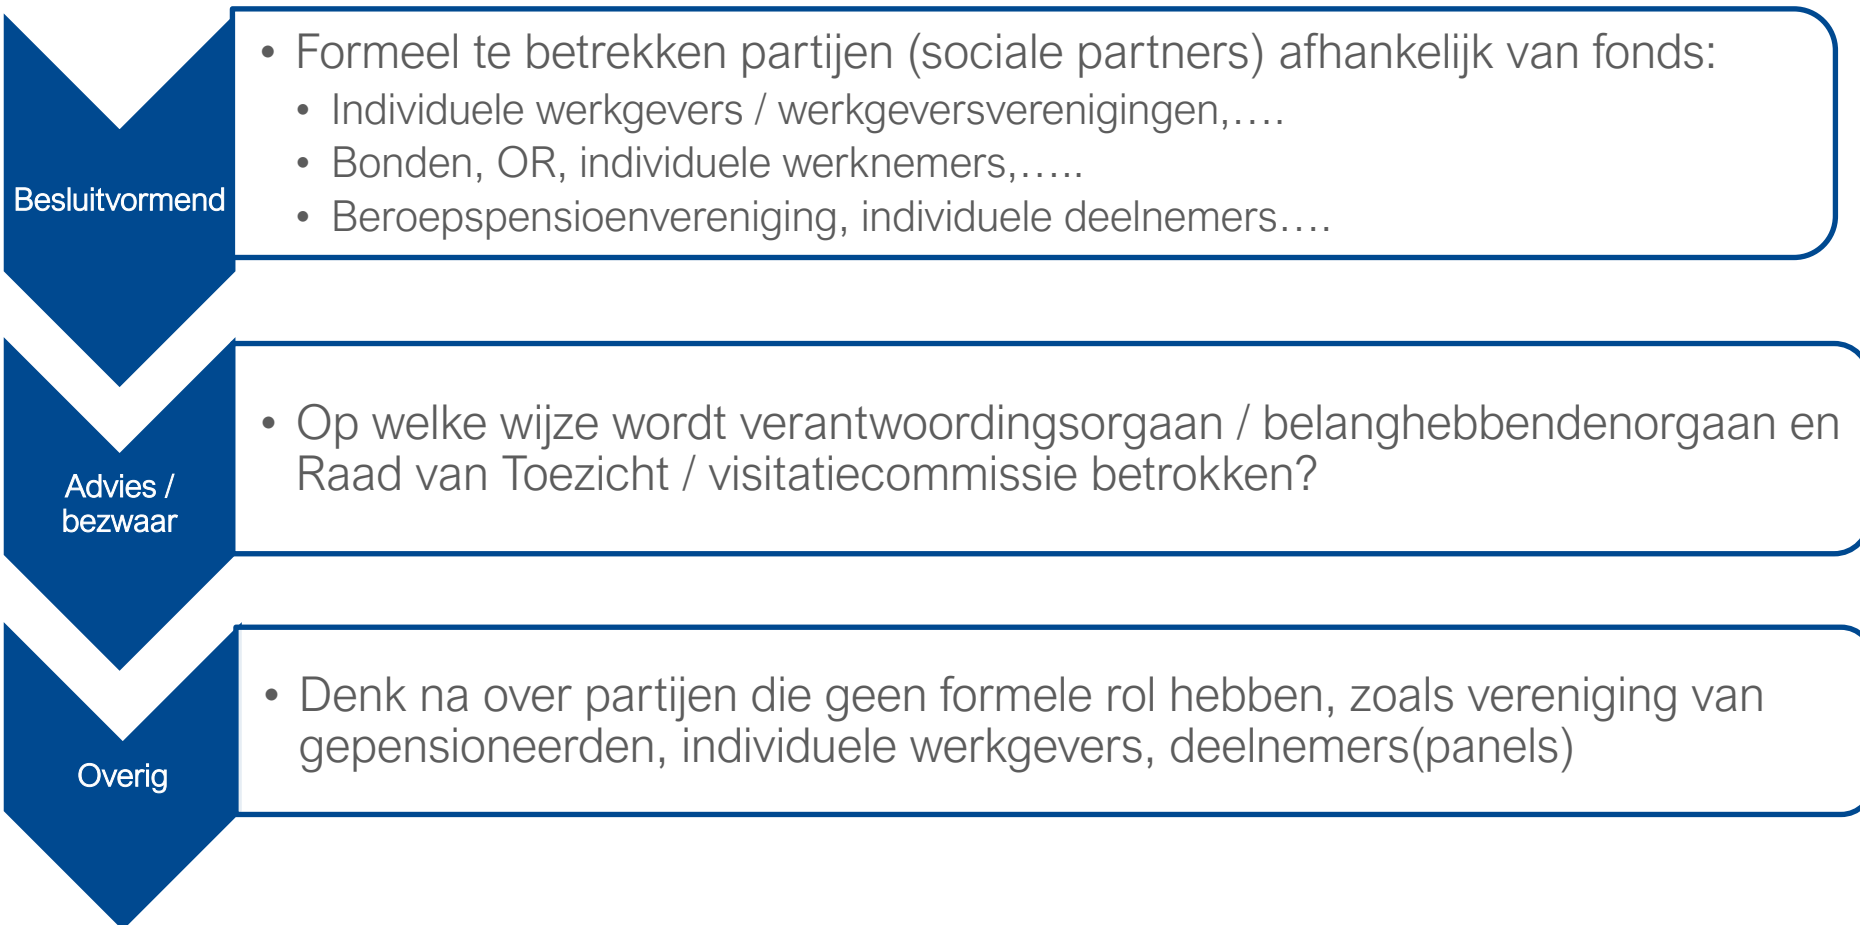 Besluitvormend
• Formeel te betrekken partijen (sociale partners) afhankelijk van fonds:
• Individuele werkgevers / werkgeversverenigingen,….
• Bonden, OR, individuele werknemers,…..
• Beroepspensioenvereniging, individuele deelnemers….
Advies /
bezwaar
• Op welke wijze wordt verantwoordingsorgaan / belanghebbendenorgaan en
Raad van Toezicht / visitatiecommissie betrokken?
Overig
• Denk na over partijen die geen formele rol hebben, zoals vereniging van
gepensioneerden, individuele werkgevers, deelnemers(panels)